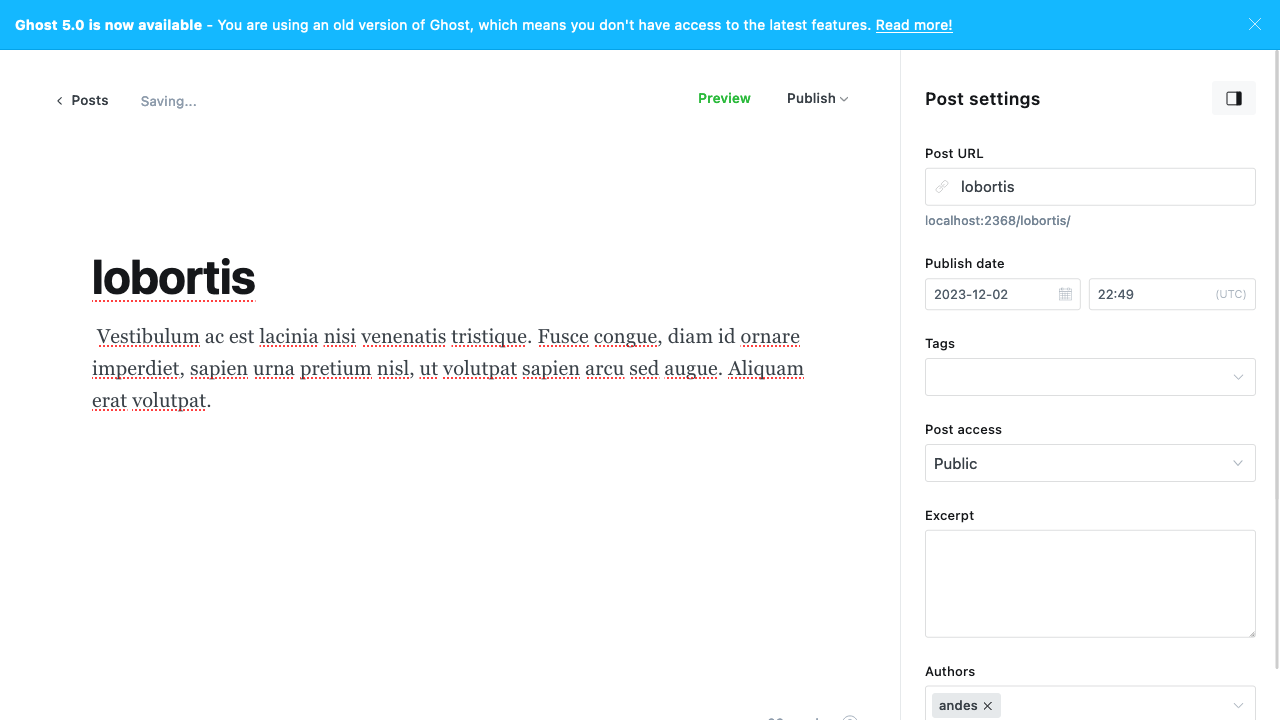 Ghost 5.0 is now available - You are using an old version of Ghost, which means you don't have access to the latest features. Read more!
Posts
Saving...
Preview
Publish
lobortis
Vestibulum ac est lacinia nisi venenatis tristique. Fusce congue, diam id ornare
imperdiet, sapien urna pretium nisl, ut volutpat sapien arcu sed augue. Aliquam
erat volutpat.
Post settings
Post URL
lobortis
localhost:2368/lobortis/
Publish date
2023-12-02
22:49
(UTC)
Tags
Post access
Public
Excerpt
Authors
andes